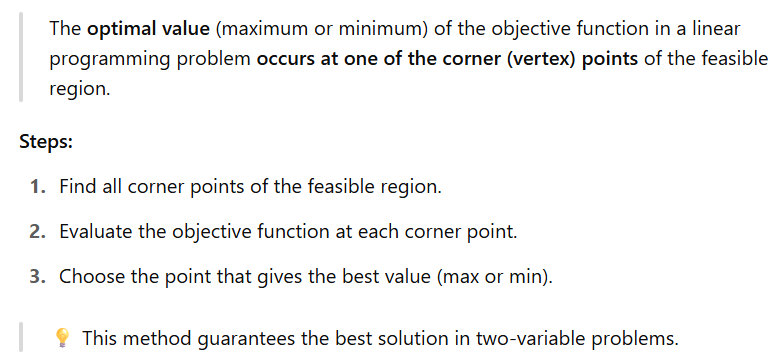 The optimal value (maximum or minimum) of the objective function in a linear
programming problem occurs at one of the corner (vertex) points of the feasible
region.
Steps:
1. Find all corner points of the feasible region.
2. Evaluate the objective function at each corner point.
3. Choose the point that gives the best value (max or min).
💡 This method guarantees the best solution in two-variable problems.